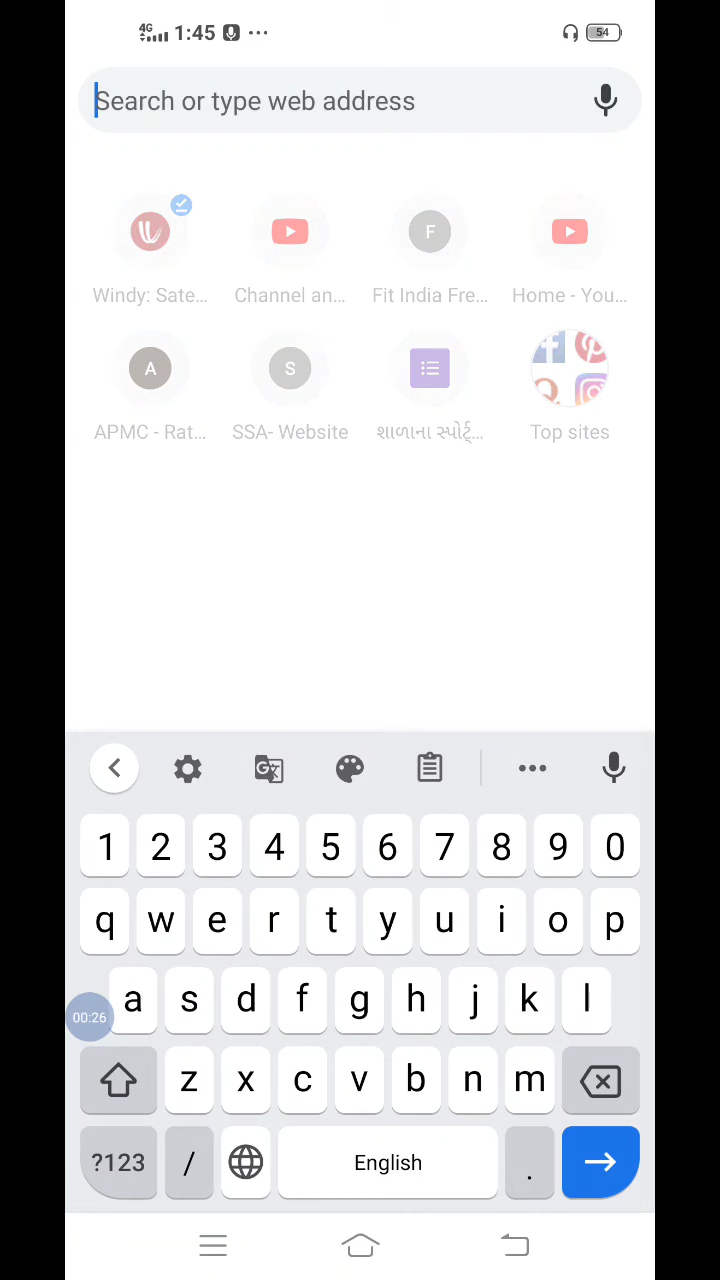 4G 1:45 ... 54
Search or type web address
F
Windy: Sate... Channel an... Fit India Fre... Home - You...
A S
APMC - Rat... SSA- Website શાળાના સ્પોર્ટ્... Top sites
1 2 3 4 5 6 7 8 9 0
q w e r t y u i o p
00:26 a s d f g h j k l
z x c v b n m
?123 / English .